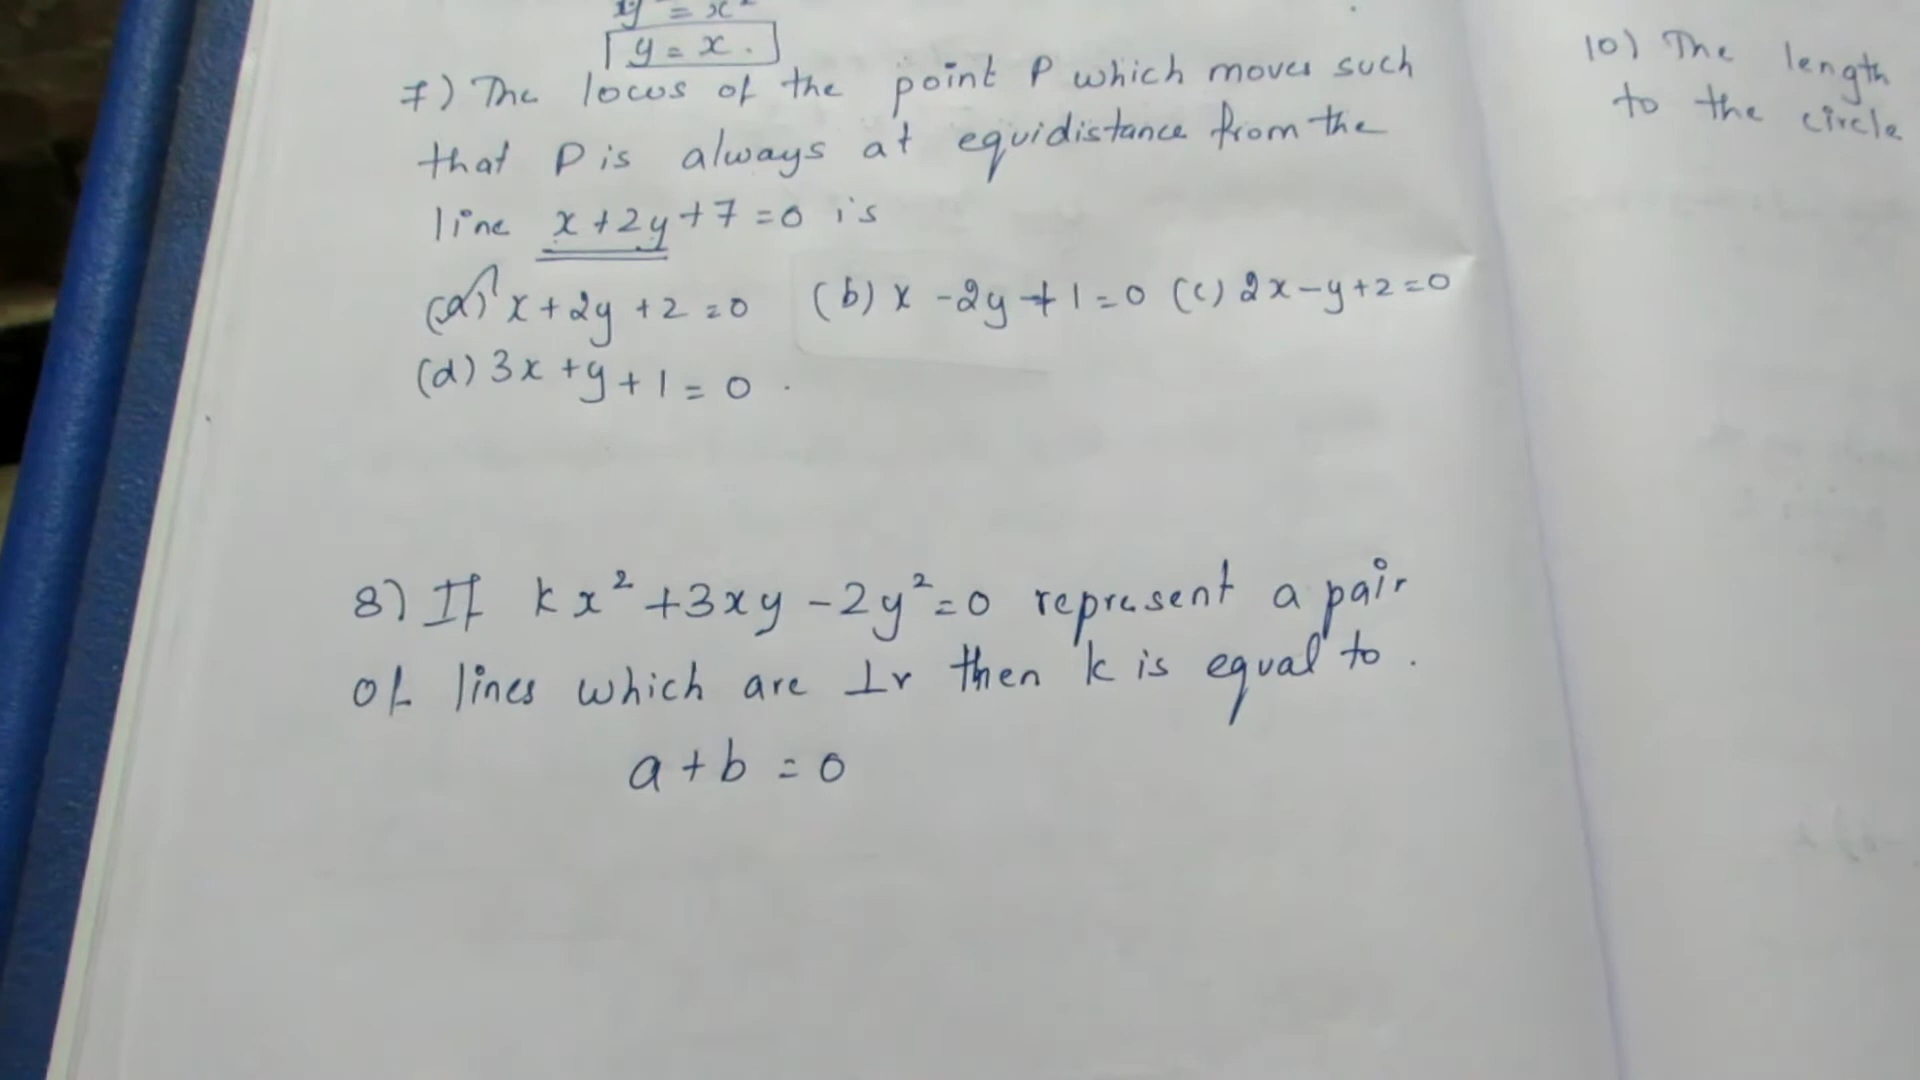 xy = x²
y = x.
7) The locus of the point P which moves such
that P is always at equidistance from the
line x+2y+7=0 is
(a) x+2y+2=0 (b) x-2y+1=0 (c) 2x-y+2=0
(d) 3x+y+1=0.
8) If kx²+3xy-2y²=0 represent a pair
of lines which are ⊥r then k is equal to.
a+b=0
10) The length
to the circle